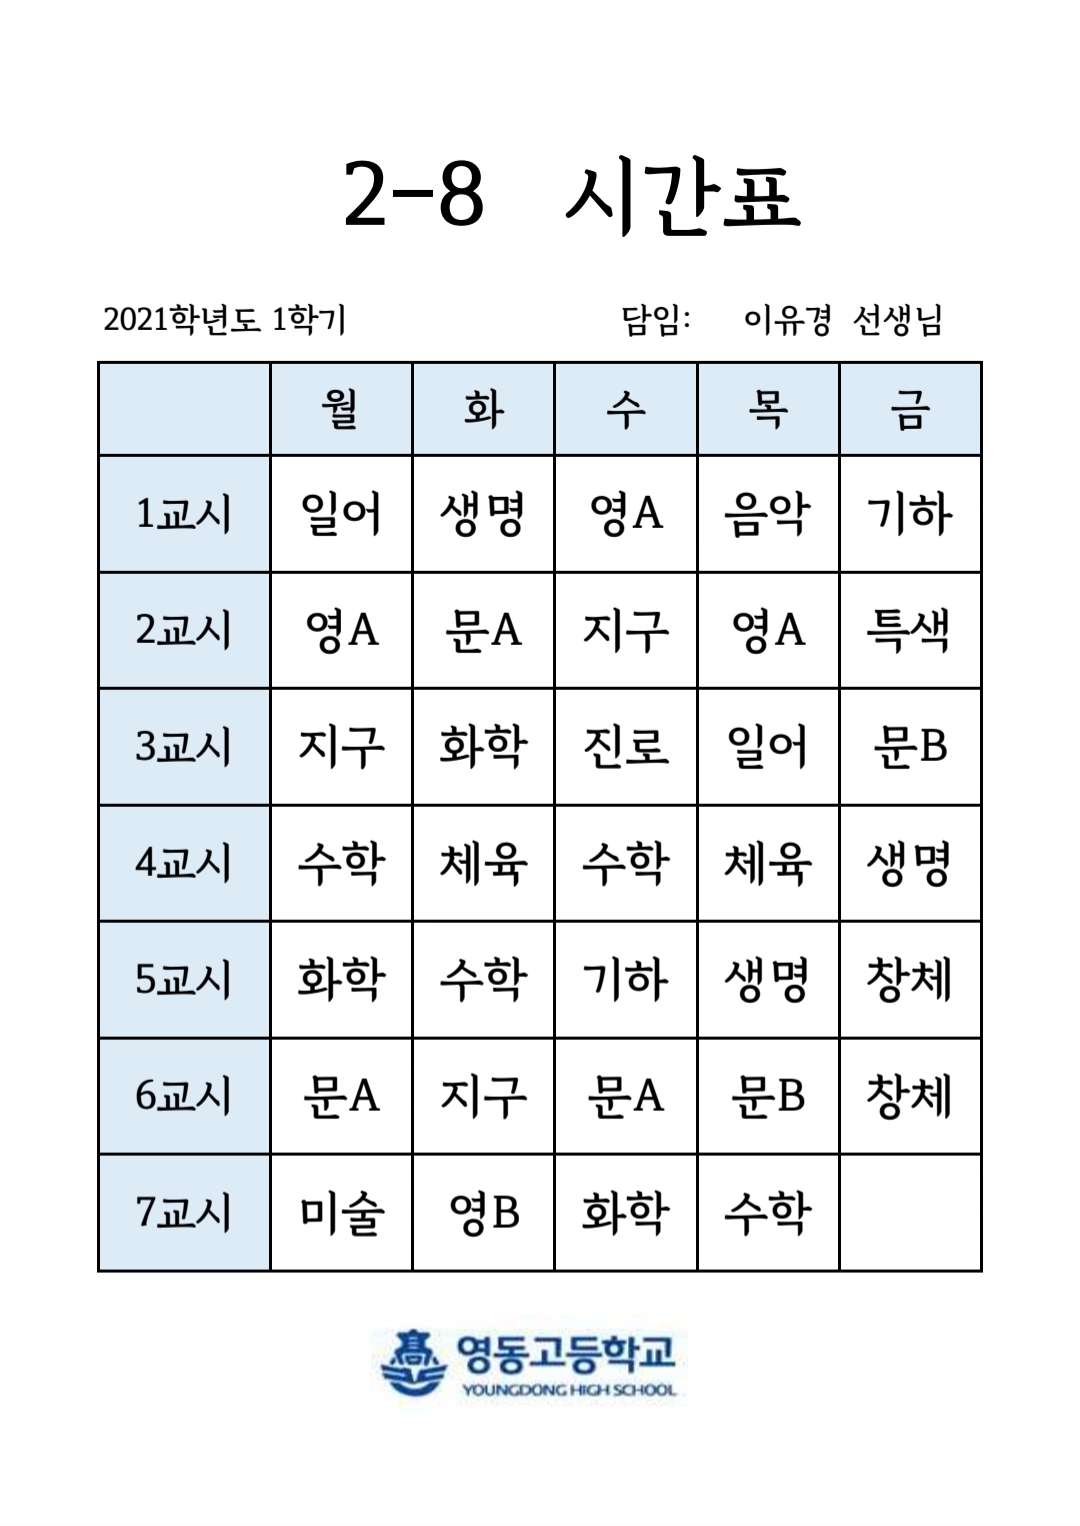 2-8 시간표
2021학년도 1학기 담임: 이유경 선생님
월 화 수 목 금
1교시 일어 생명 영A 음악 기하
2교시 영A 문A 지구 영A 특색
3교시 지구 화학 진로 일어 문B
4교시 수학 체육 수학 체육 생명
5교시 화학 수학 기하 생명 창체
6교시 문A 지구 문A 문B 창체
7교시 미술 영B 화학 수학
高
영동고등학교
YOUNGDONG HIGH SCHOOL